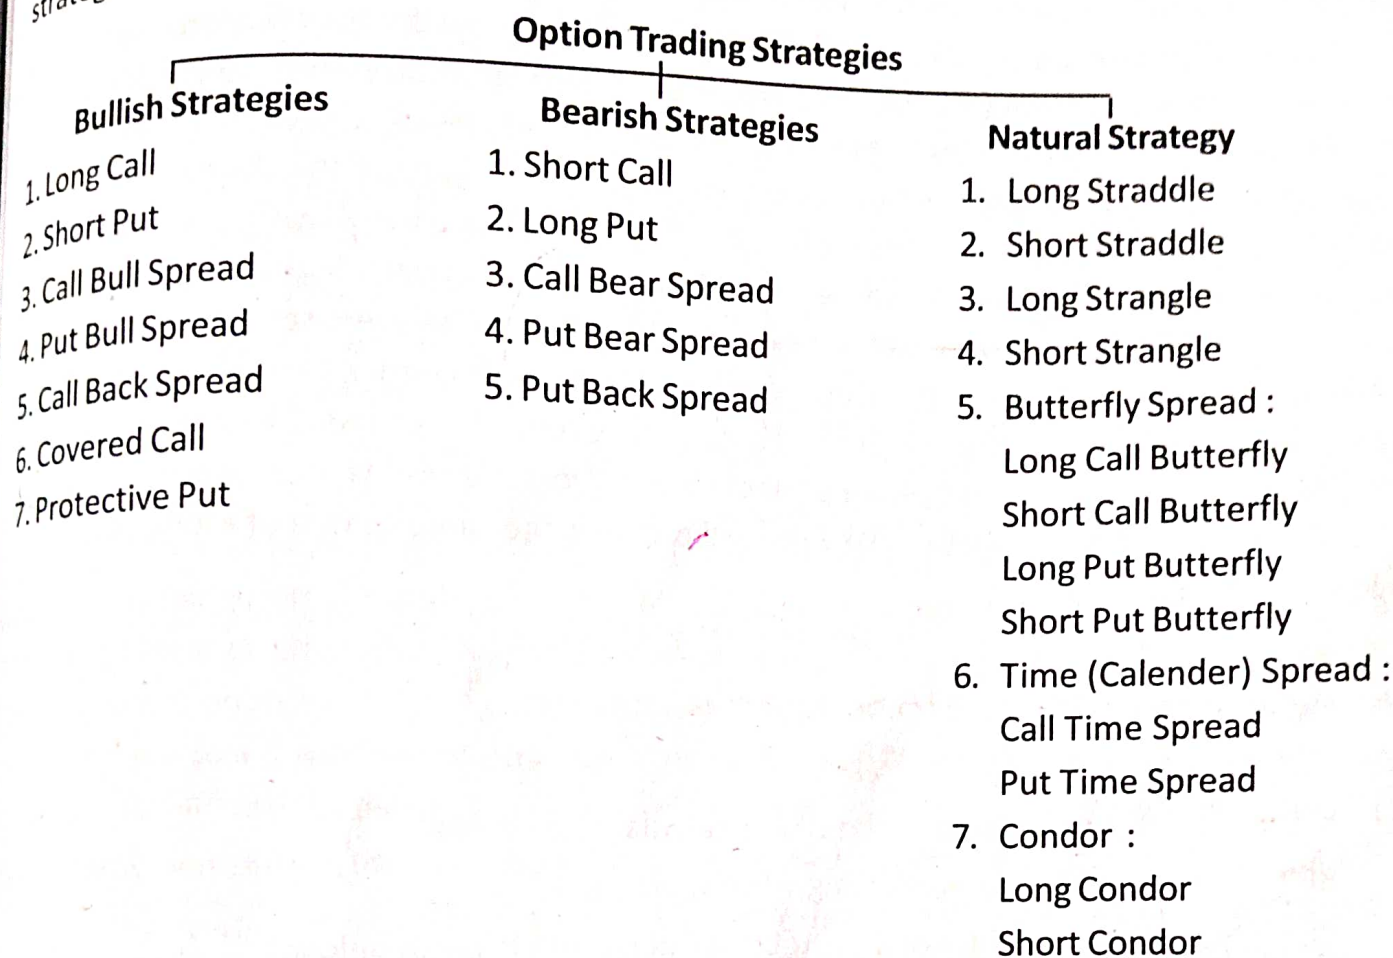 Option Trading Strategies
Bullish Strategies
1. Long Call
2. Short Put
3. Call Bull Spread
4. Put Bull Spread
5. Call Back Spread
6. Covered Call
7. Protective Put
Bearish Strategies
1. Short Call
2. Long Put
3. Call Bear Spread
4. Put Bear Spread
5. Put Back Spread
Natural Strategy
1. Long Straddle
2. Short Straddle
3. Long Strangle
4. Short Strangle
5. Butterfly Spread :
Long Call Butterfly
Short Call Butterfly
Long Put Butterfly
Short Put Butterfly
6. Time (Calender) Spread :
Call Time Spread
Put Time Spread
7. Condor :
Long Condor
Short Condor